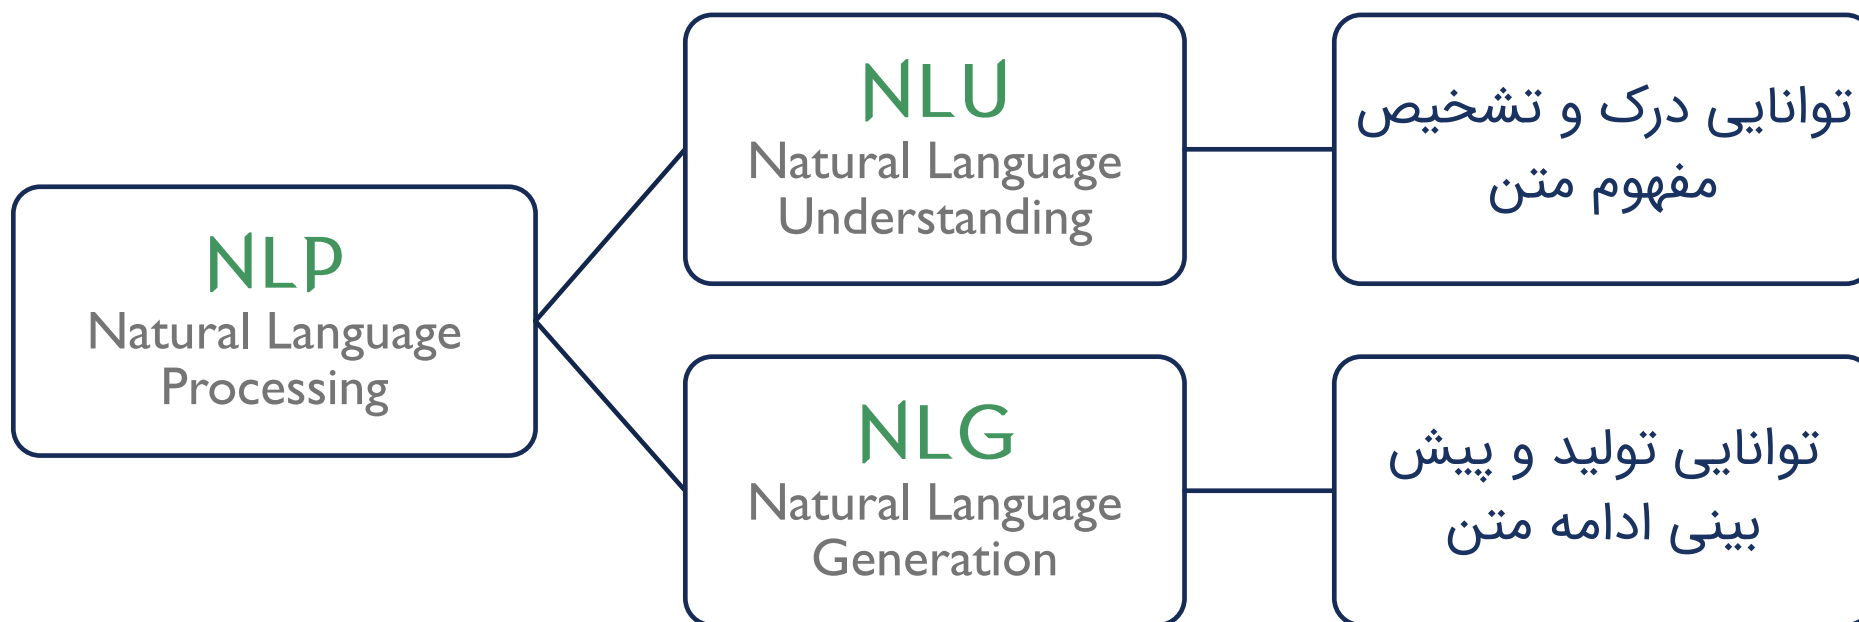 NLP
Natural Language
Processing
NLU
Natural Language
Understanding
توانایی درک و تشخیص
مفهوم متن
NLG
Natural Language
Generation
توانایی تولید و پیش
بینی ادامه متن